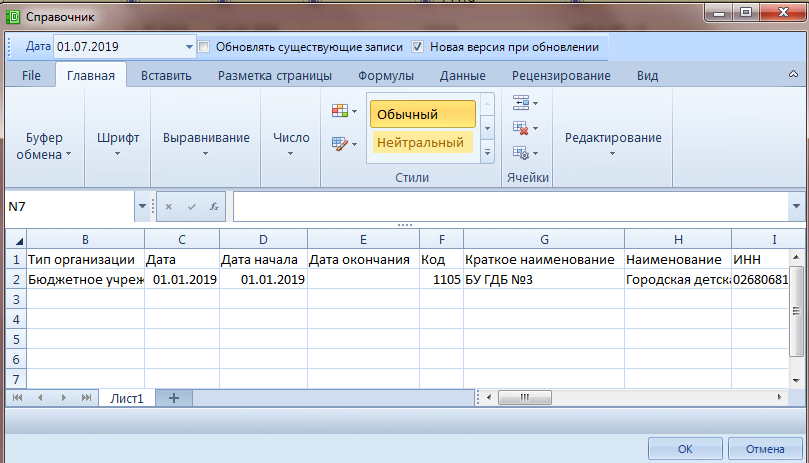 Справочник
Дата 01.07.2019 Обновлять существующие записи Новая версия при обновлении
File Главная Вставить Разметка страницы Формулы Данные Рецензирование Вид
Буфер обмена Шрифт Выравнивание Число Обычный Нейтральный Стили Ячейки Редактирование
N7 fx
B C D E F G H I
1 Тип организации Дата Дата начала Дата окончания Код Краткое наименование Наименование ИНН
2 Бюджетное учреж 01.01.2019 01.01.2019 1105 БУ ГДБ №3 Городская детска 02680681
3
4
5
6
7
Лист1
ОК Отмена